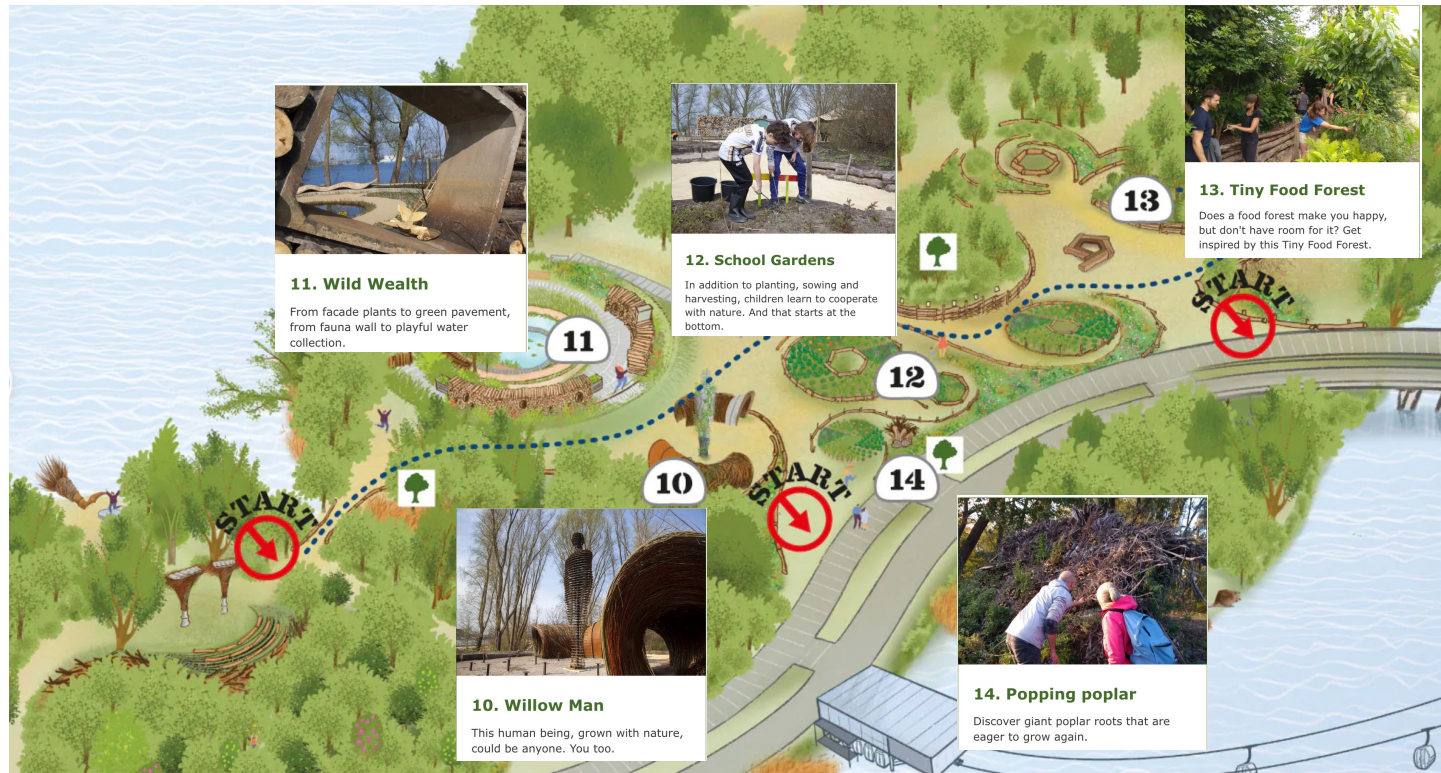 11. Wild Wealth
From facade plants to green pavement,
from fauna wall to playful water
collection.
12. School Gardens
In addition to planting, sowing and
harvesting, children learn to cooperate
with nature. And that starts at the
bottom.
13. Tiny Food Forest
Does a food forest make you happy,
but don't have room for it? Get
inspired by this Tiny Food Forest.
13
START
11
12
10
START
14
START
10. Willow Man
This human being, grown with nature,
could be anyone. You too.
14. Popping poplar
Discover giant poplar roots that are
eager to grow again.